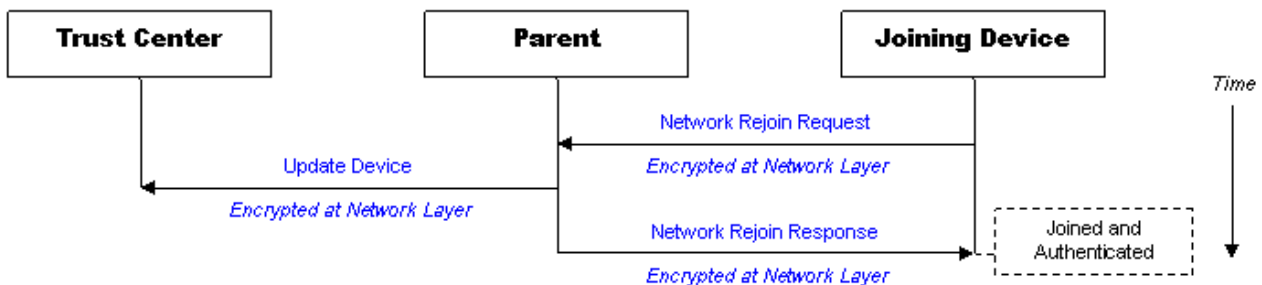 Trust Center
Parent
Joining Device
Time
Network Rejoin Request
Encrypted at Network Layer
Update Device
Encrypted at Network Layer
Network Rejoin Response
Encrypted at Network Layer
Joined and
Authenticated